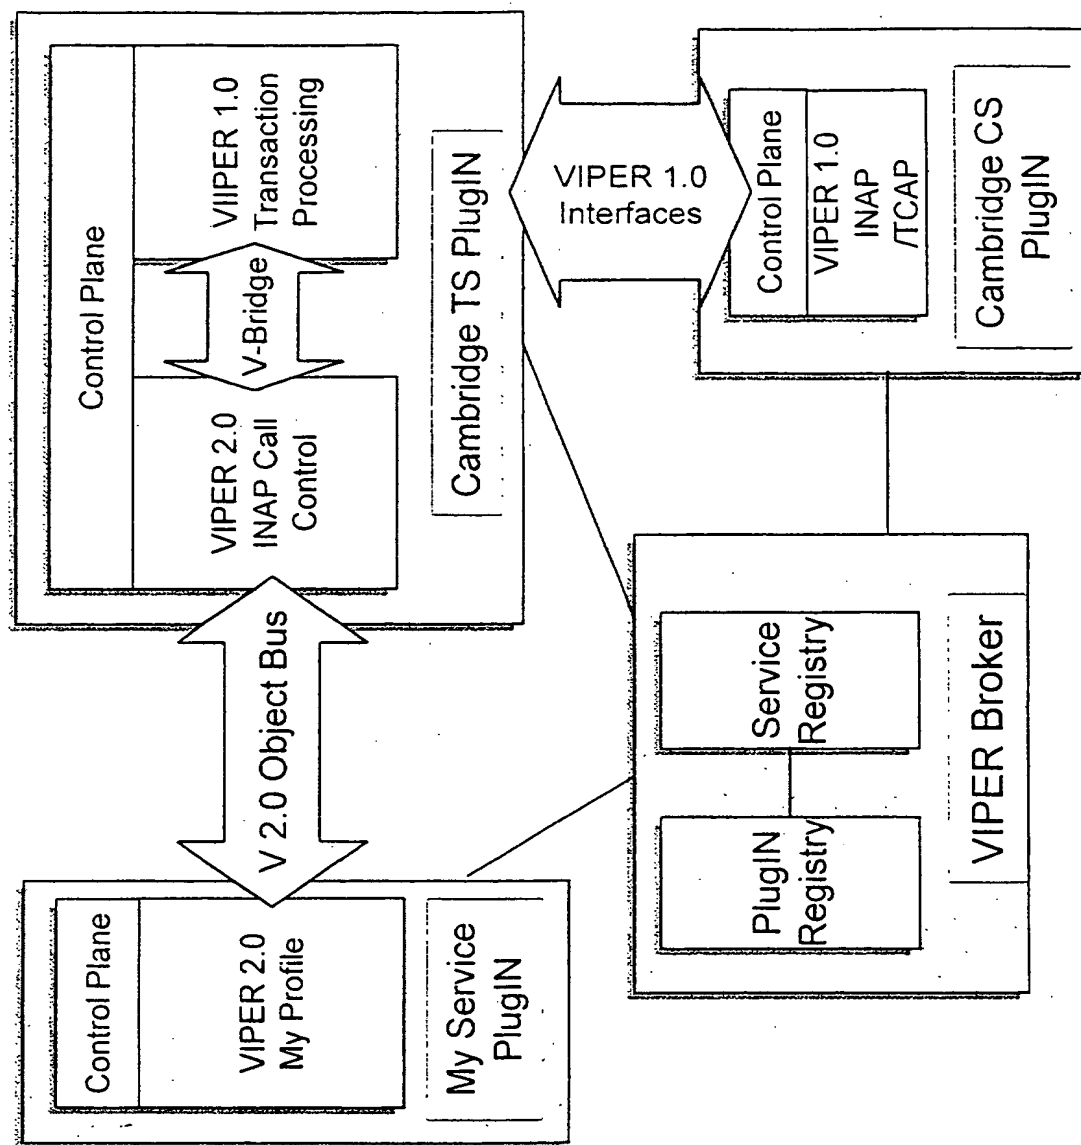 Control Plane
VIPER 2.0
My Profile
My Service
PlugIN
V 2.0 Object Bus
Control Plane
VIPER 2.0
INAP Call
Control
V-Bridge
VIPER 1.0
Transaction
Processing
Cambridge TS PlugIN
VIPER 1.0
Interfaces
PlugIN
Registry
Service
Registry
VIPER Broker
Control Plane
VIPER 1.0
INAP
/TCAP
Cambridge CS
PlugIN